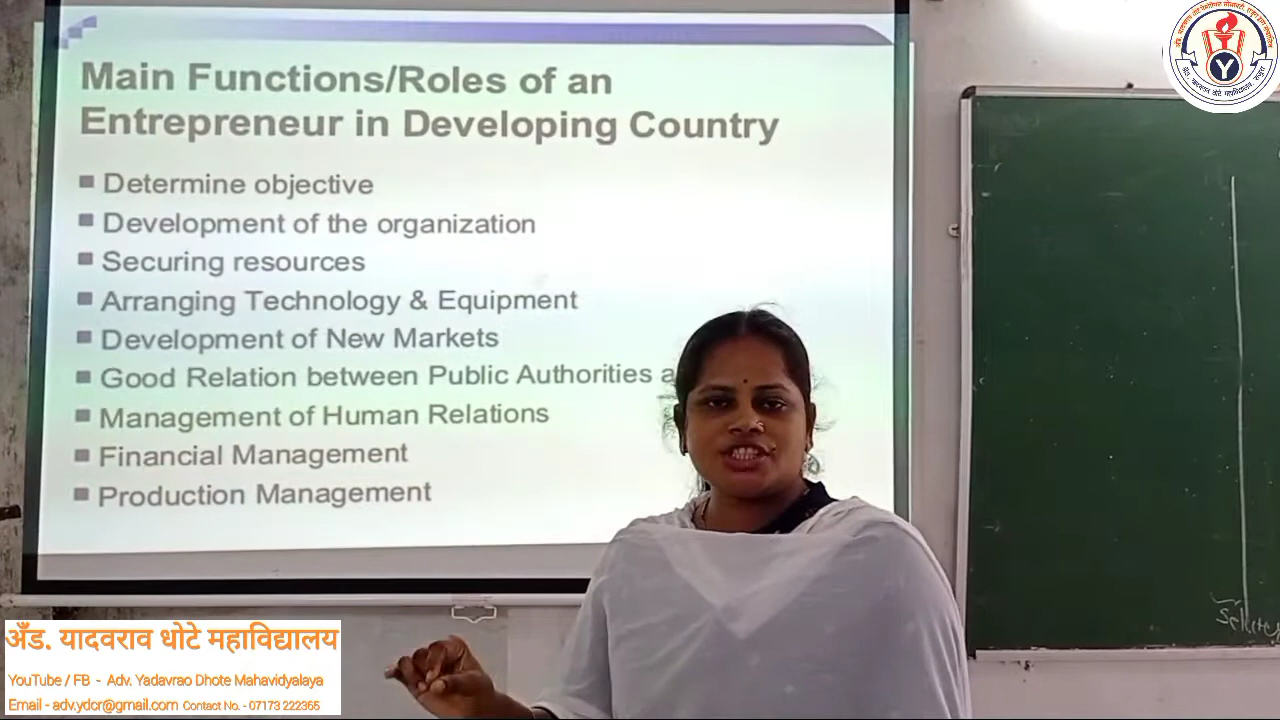 Main Functions/Roles of an
Entrepreneur in Developing Country
Determine objective
Development of the organization
Securing resources
Arranging Technology & Equipment
Development of New Markets
Good Relation between Public Authorities
Management of Human Relations
Financial Management
Production Management
Y
अँड. यादवराव धोटे महाविद्यालय
YouTube / FB - Adv. Yadavrao Dhote Mahavidyalaya
Email - adv.ydcr@gmail.com Contact No. - 07173 222365